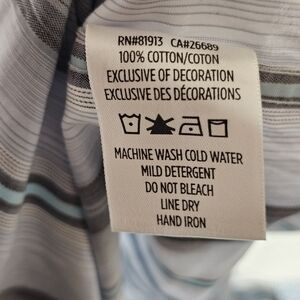 RN#81913 CA#26689
100% COTTON/COTON
EXCLUSIVE OF DECORATION
EXCLUSIVE DES DÉCORATIONS
MACHINE WASH COLD WATER
MILD DETERGENT
DO NOT BLEACH
LINE DRY
HAND IRON